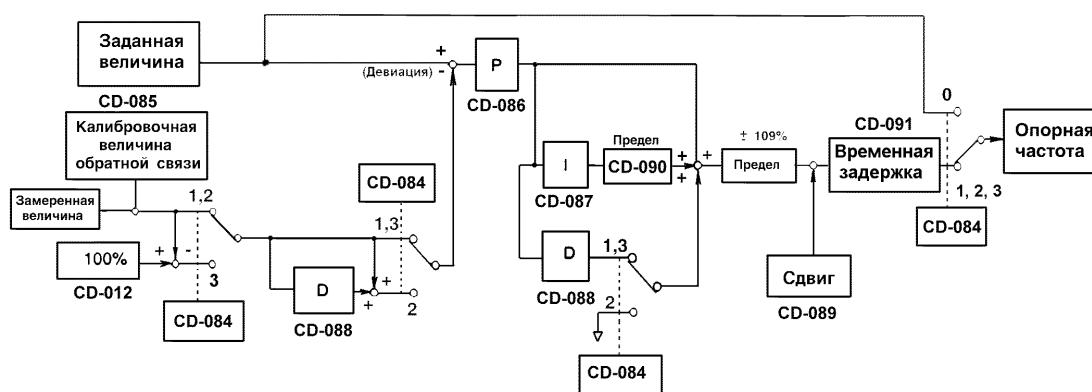 Заданная
величина
CD-085
Калибровочная
величина
обратной связи
Замеренная
величина
1,2
100%
+
-
CD-012
3
CD-084
D
CD-088
+
+
CD-084
1,3
2
+
-
(Девиация)
P
CD-086
I
CD-087
Предел
CD-090
+
+
+
D
CD-088
1,3
2
CD-084
± 109%
Предел
Сдвиг
CD-089
CD-091
Временная
задержка
0
1, 2, 3
CD-084
Опорная
частота